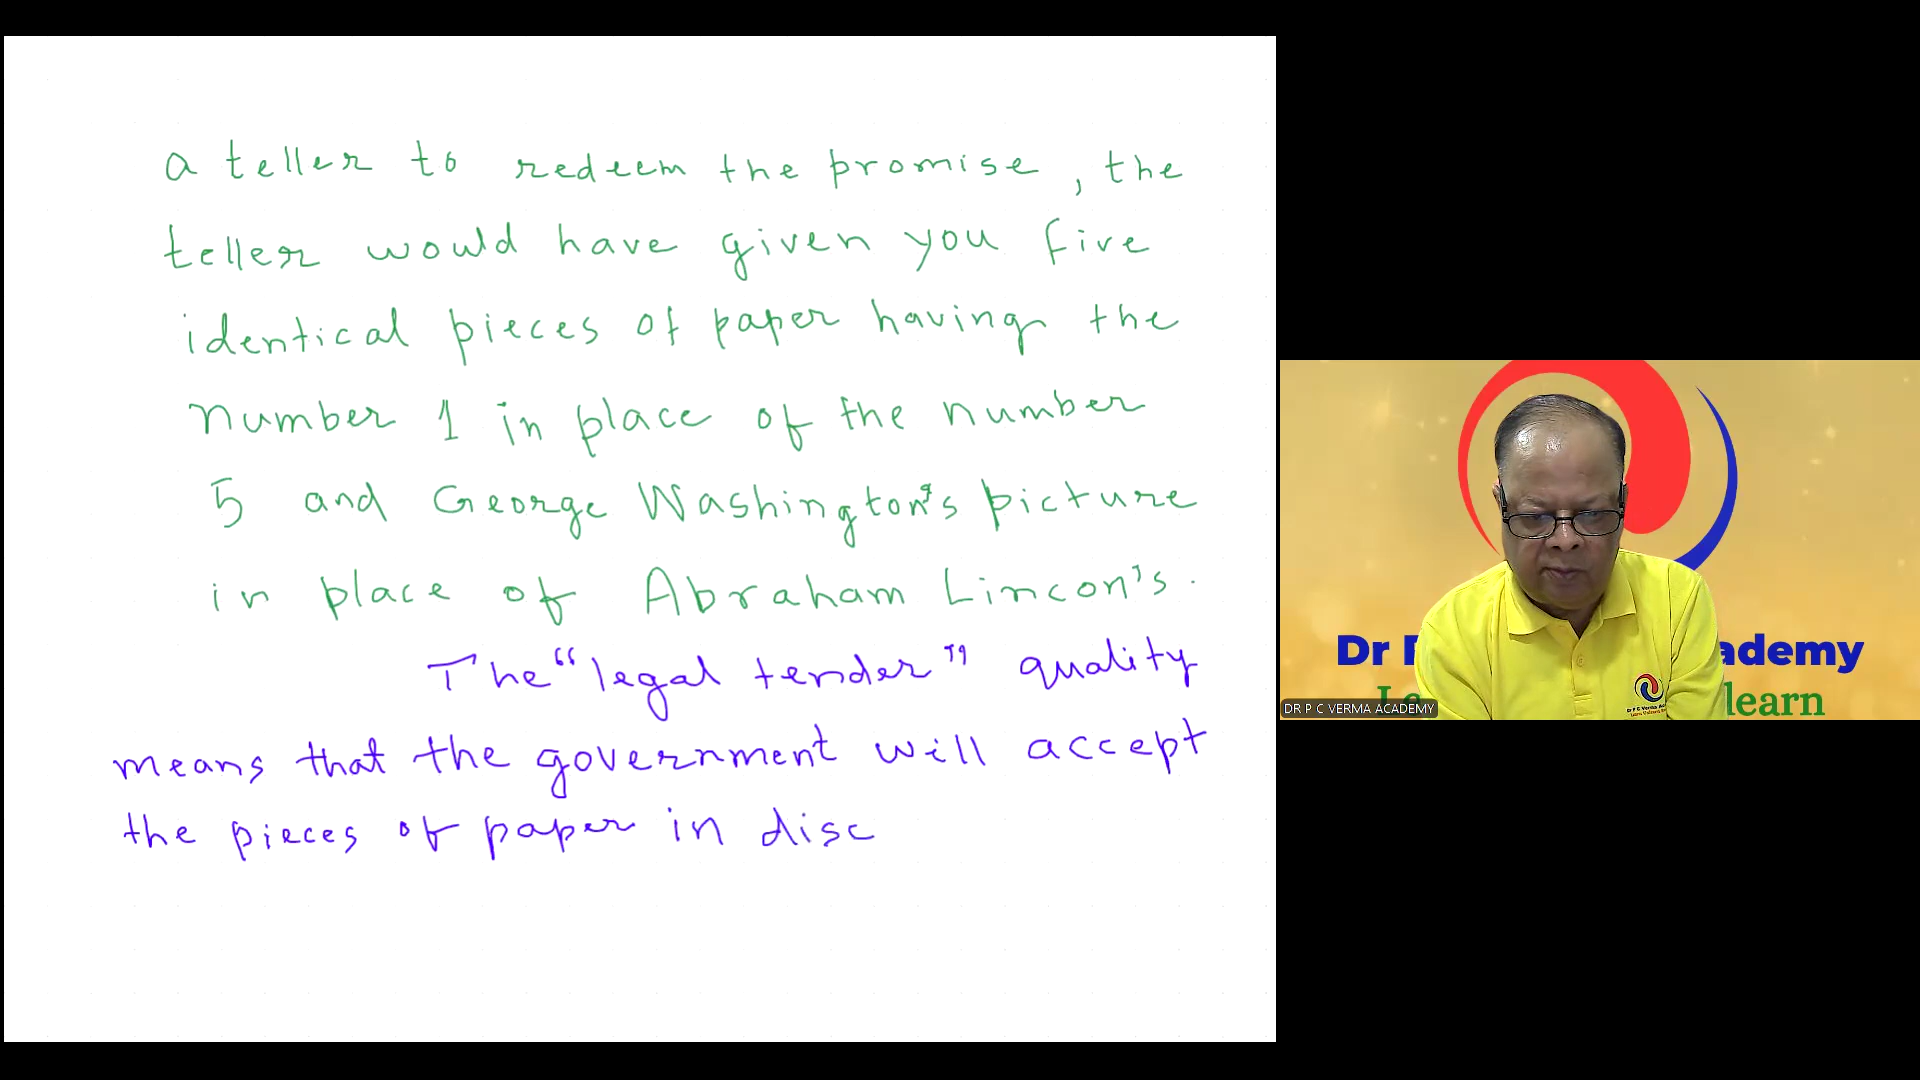 a teller to redeem the promise, the
teller would have given you five
identical pieces of paper having the
number 1 in place of the number
5 and George Washington's picture
in place of Abraham Lincon's.
The "legal tender" quality
means that the government will accept
the pieces of paper in disc
Dr P ademy
Le learn
DR P C VERMA ACADEMY